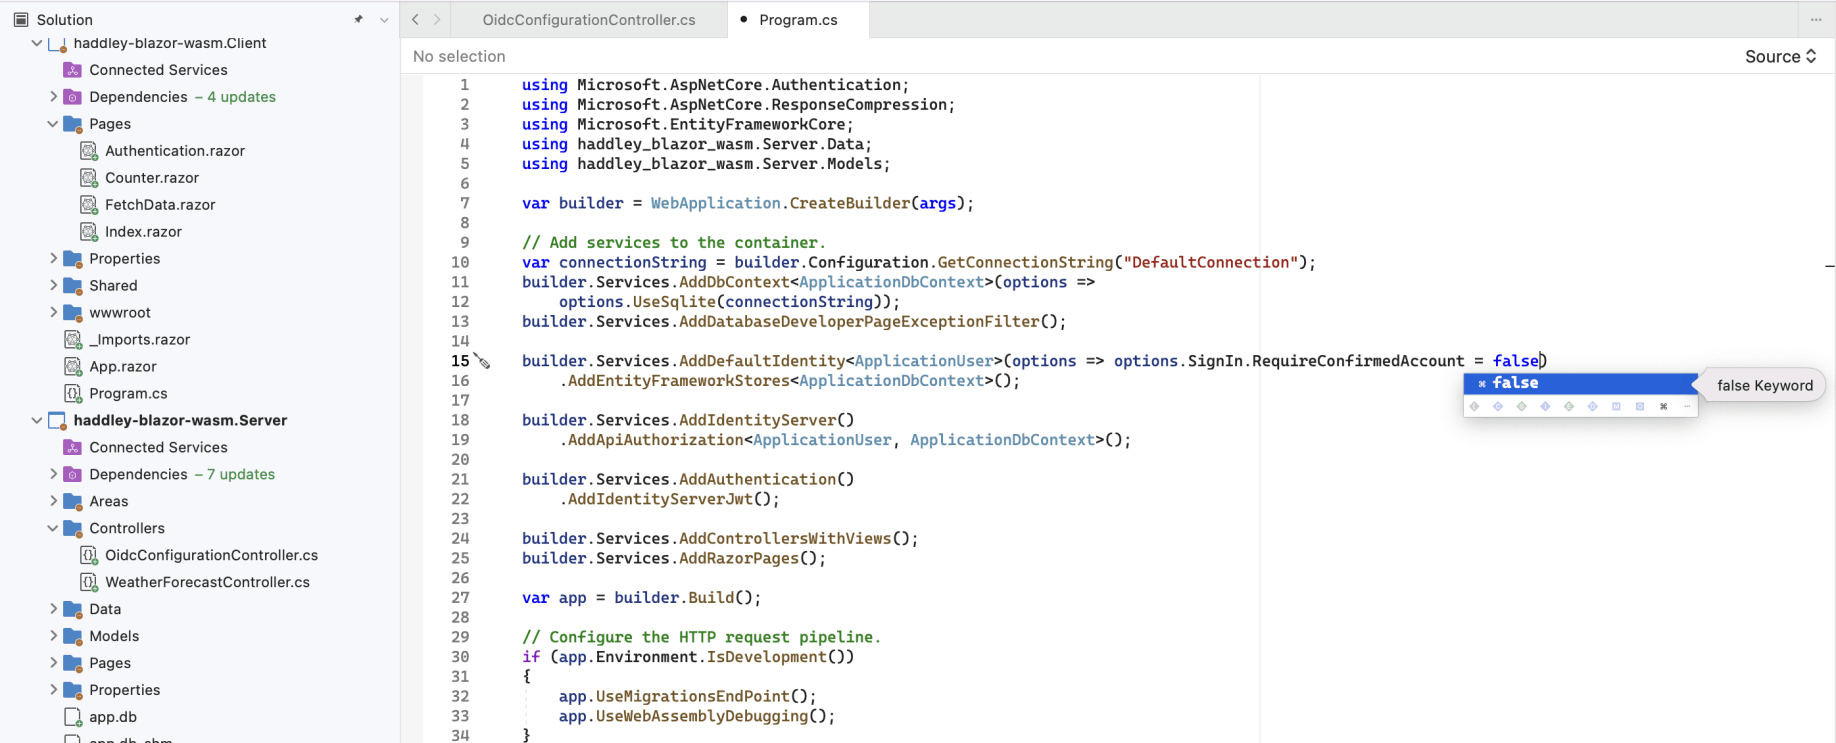 Solution
haddley-blazor-wasm.Client
Connected Services
Dependencies – 4 updates
Pages
Authentication.razor
Counter.razor
FetchData.razor
Index.razor
Properties
Shared
wwwroot
_Imports.razor
App.razor
Program.cs
haddley-blazor-wasm.Server
Connected Services
Dependencies – 7 updates
Areas
Controllers
OidcConfigurationController.cs
WeatherForecastController.cs
Data
Models
Pages
Properties
app.db
OidcConfigurationController.cs
Program.cs
No selection
Source
1 using Microsoft.AspNetCore.Authentication;
2 using Microsoft.AspNetCore.ResponseCompression;
3 using Microsoft.EntityFrameworkCore;
4 using haddley_blazor_wasm.Server.Data;
5 using haddley_blazor_wasm.Server.Models;
6
7 var builder = WebApplication.CreateBuilder(args);
8
9 // Add services to the container.
10 var connectionString = builder.Configuration.GetConnectionString("DefaultConnection");
11 builder.Services.AddDbContext<ApplicationDbContext>(options =>
12 options.UseSqlite(connectionString));
13 builder.Services.AddDatabaseDeveloperPageExceptionFilter();
14
15 builder.Services.AddDefaultIdentity<ApplicationUser>(options => options.SignIn.RequireConfirmedAccount = false)
16 .AddEntityFrameworkStores<ApplicationDbContext>();
false
false Keyword
17
18 builder.Services.AddIdentityServer()
19 .AddApiAuthorization<ApplicationUser, ApplicationDbContext>();
20
21 builder.Services.AddAuthentication()
22 .AddIdentityServerJwt();
23
24 builder.Services.AddControllersWithViews();
25 builder.Services.AddRazorPages();
26
27 var app = builder.Build();
28
29 // Configure the HTTP request pipeline.
30 if (app.Environment.IsDevelopment())
31 {
32 app.UseMigrationsEndPoint();
33 app.UseWebAssemblyDebugging();
34 }